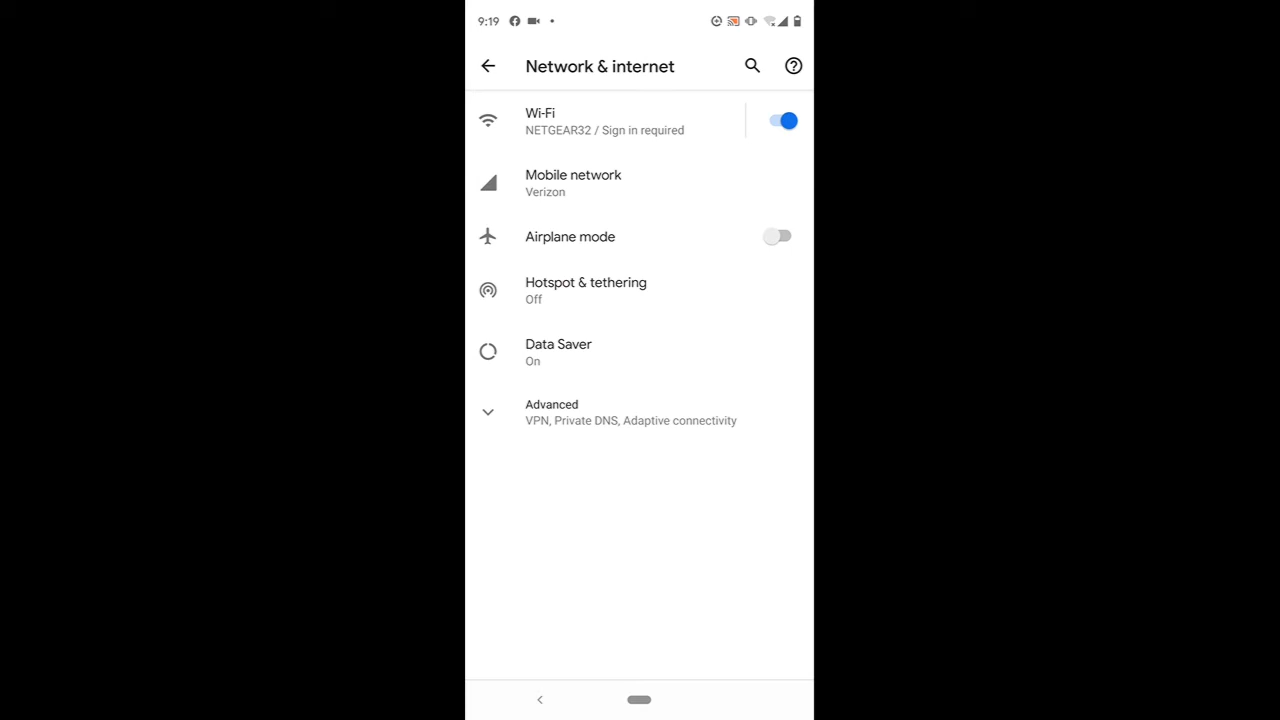 9:19
Network & internet
Wi-Fi
NETGEAR32 / Sign in required
Mobile network
Verizon
Airplane mode
Hotspot & tethering
Off
Data Saver
On
Advanced
VPN, Private DNS, Adaptive connectivity